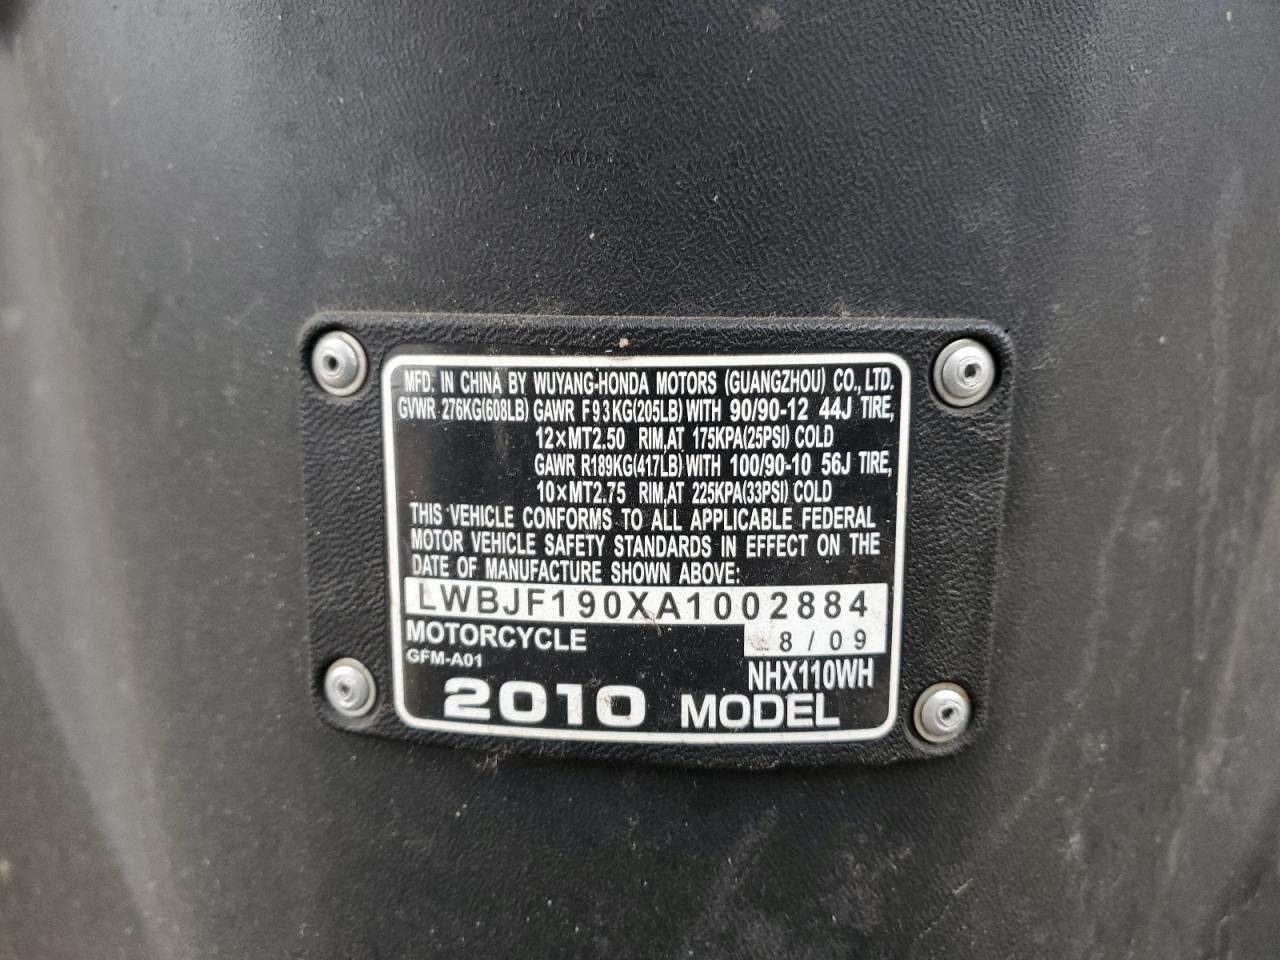 MFD. IN CHINA BY WUYANG-HONDA MOTORS (GUANGZHOU) CO., LTD.
GVWR 276KG(608LB) GAWR F93KG(205LB) WITH 90/90-12 44J TIRE,
12×MT2.50 RIM,AT 175KPA(25PSI) COLD
GAWR R189KG(417LB) WITH 100/90-10 56J TIRE,
10×MT2.75 RIM,AT 225KPA(33PSI) COLD
THIS VEHICLE CONFORMS TO ALL APPLICABLE FEDERAL
MOTOR VEHICLE SAFETY STANDARDS IN EFFECT ON THE
DATE OF MANUFACTURE SHOWN ABOVE:
LWBJF190XA1002884
MOTORCYCLE 8/09
GFM-A01 NHX110WH
2010 MODEL